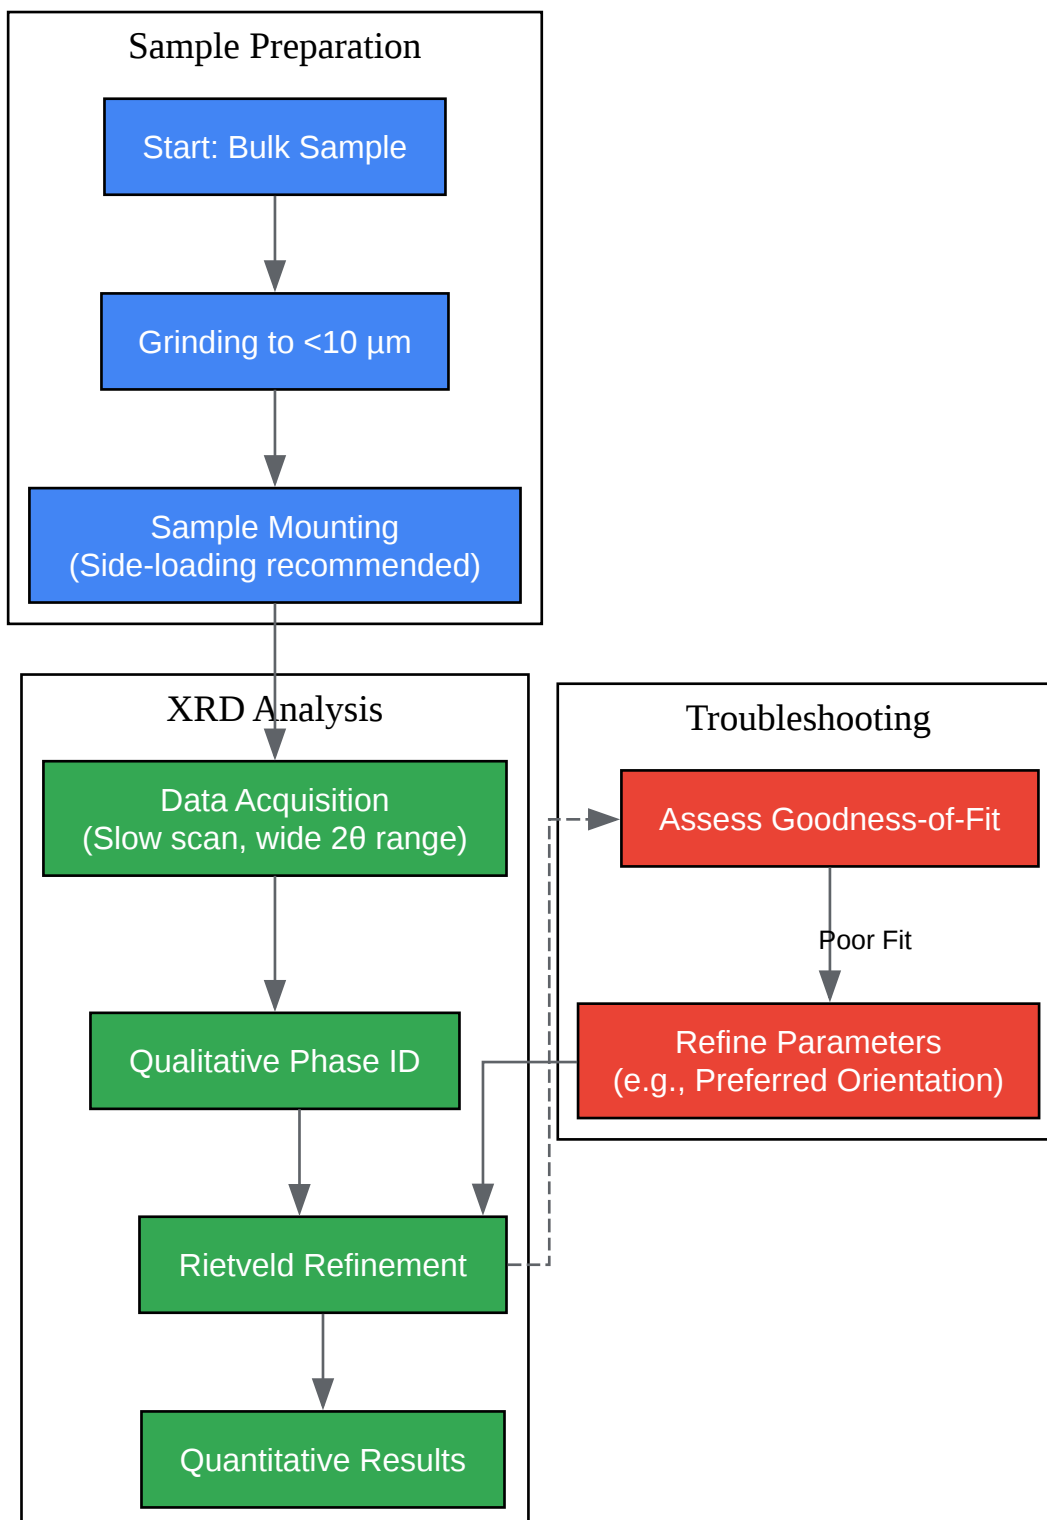 Sample Preparation
Start: Bulk Sample
Grinding to <10 µm
Sample Mounting
(Side-loading recommended)
XRD Analysis
Data Acquisition
(Slow scan, wide 2θ range)
Qualitative Phase ID
Rietveld Refinement
Quantitative Results
Troubleshooting
Assess Goodness-of-Fit
Poor Fit
Refine Parameters
(e.g., Preferred Orientation)